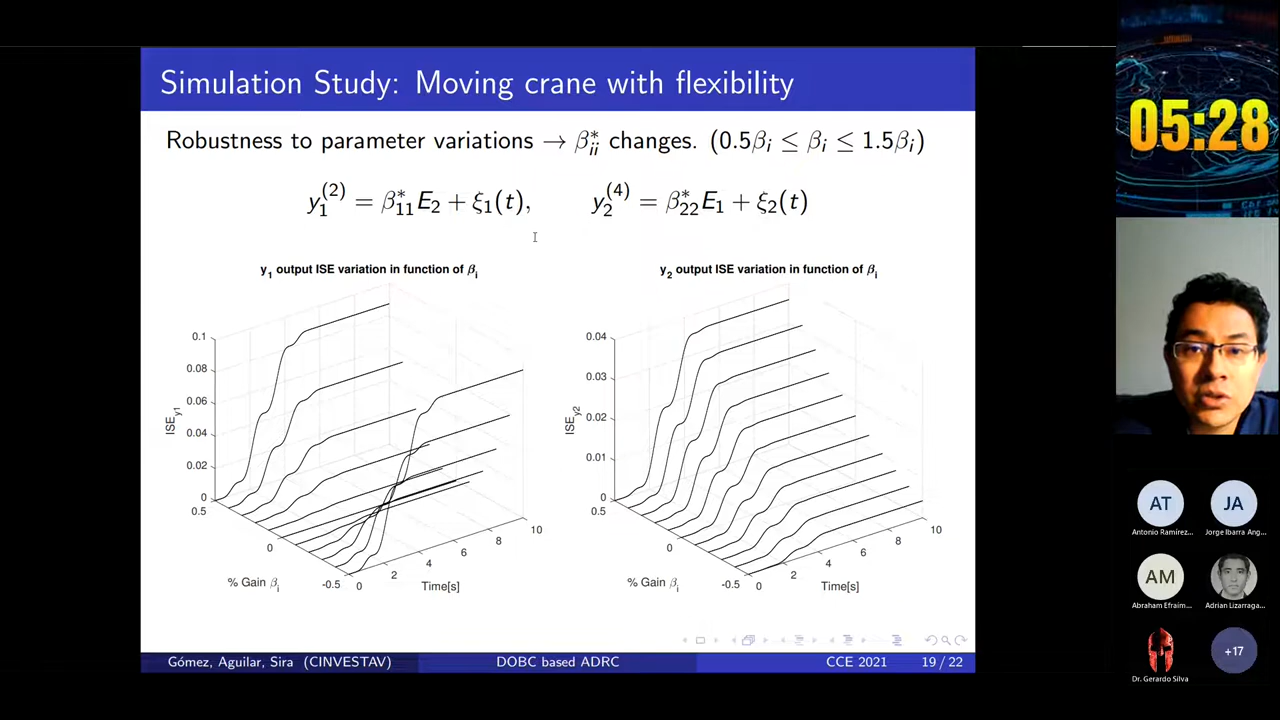 Simulation Study: Moving crane with flexibility
Robustness to parameter variations → β*ii changes. (0.5βi ≤ βi ≤ 1.5βi)
y1(2) = β*11E2 + ξ1(t), y2(4) = β*22E1 + ξ2(t)
y1 output ISE variation in function of βi
0.1
0.08
0.06
0.04
0.02
0
ISEy1
0.5
0
-0.5
% Gain βi
0
2
4
6
8
10
Time[s]
y2 output ISE variation in function of βi
0.04
0.03
0.02
0.01
0
ISEy2
0.5
0
-0.5
% Gain βi
0
2
4
6
8
10
Time[s]
Gómez, Aguilar, Sira (CINVESTAV) DOBC based ADRC CCE 2021 19 / 22
05:28
AT
Antonio Ramírez...
JA
Jorge Ibarra Ang...
AM
Abraham Efraím...
Adrian Lizarraga...
Dr. Gerardo Silva
+17